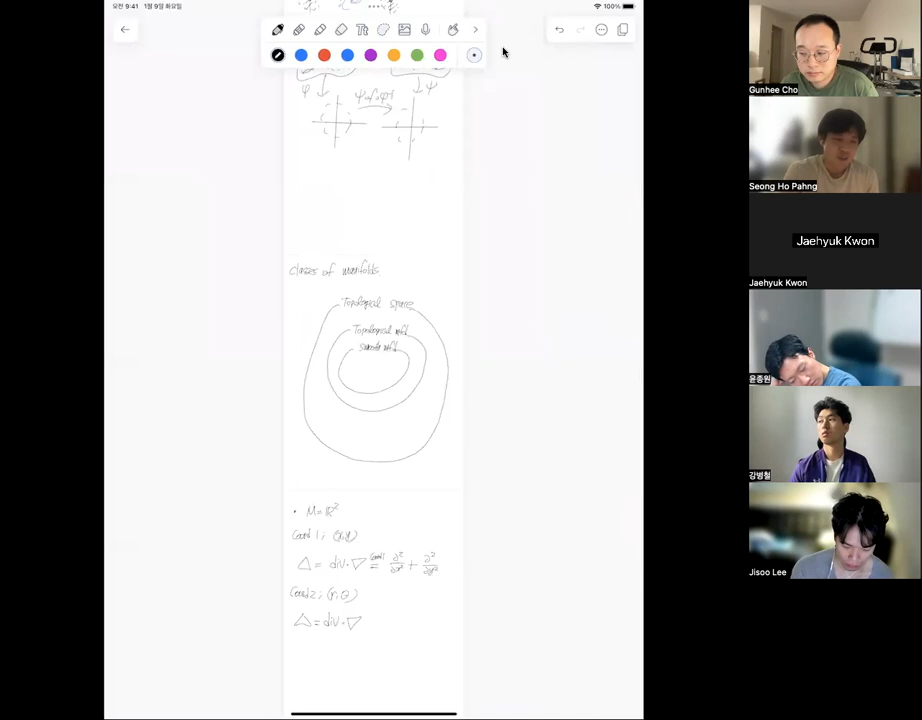 오전 9:41 1월 9일 화요일
100%
φ ψ∘f∘φ⁻¹ ψ
classes of manifolds
Topological space
Topological mfd
smooth mfd
• M = ℝ²
Coord 1; (x,y)
△ = div·▽ = ∂²/∂x² + ∂²/∂y²
Coord 2; (r,θ)
△ = div·▽
Gunhee Cho
Seong Ho Pahng
Jaehyuk Kwon
Jaehyuk Kwon
윤종원
강병철
Jisoo Lee